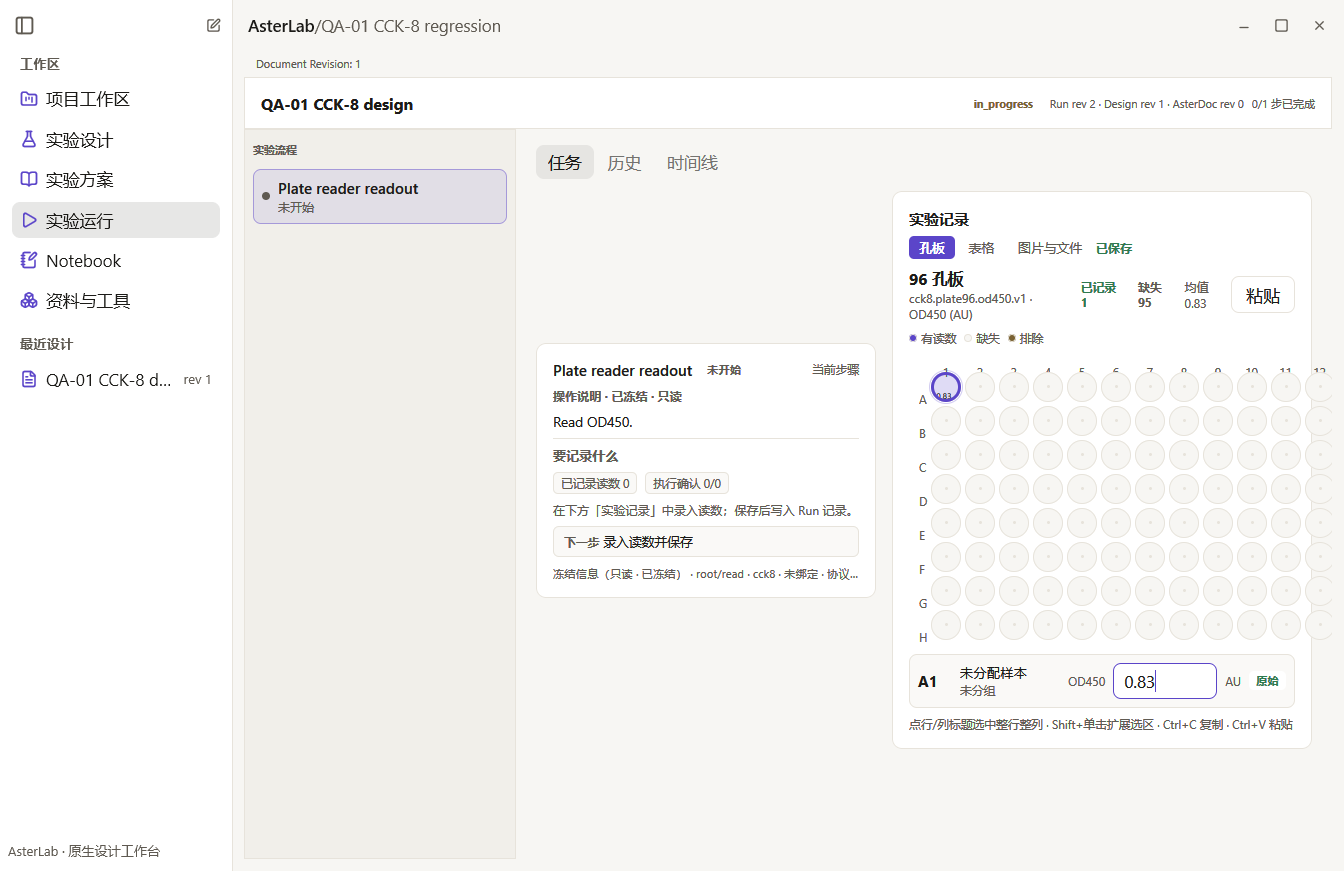 AsterLab/QA-01 CCK-8 regression
工作区
项目工作区
实验设计
实验方案
实验运行
Notebook
资料与工具
最近设计
QA-01 CCK-8 d... rev 1
AsterLab · 原生设计工作台
Document Revision: 1
QA-01 CCK-8 design
in_progress Run rev 2 · Design rev 1 · AsterDoc rev 0 0/1 步已完成
实验流程
Plate reader readout
未开始
任务 历史 时间线
Plate reader readout 未开始 当前步骤
操作说明 · 已冻结 · 只读
Read OD450.
要记录什么
已记录读数 0 执行确认 0/0
在下方「实验记录」中录入读数；保存后写入 Run 记录。
下一步 录入读数并保存
冻结信息（只读 · 已冻结） · root/read · cck8 · 未绑定 · 协议...
实验记录
孔板 表格 图片与文件 已保存
96 孔板
cck8.plate96.od450.v1 ·
OD450 (AU)
已记录 缺失 均值
1 95 0.83
粘贴
有读数 缺失 排除
1 2 3 4 5 6 7 8 9 10 11 12
A 0.83
B
C
D
E
F
G
H
A1 未分配样本 OD450 0.83 AU 原始
未分组
点行/列标题选中整行整列 · Shift+单击扩展选区 · Ctrl+C 复制 · Ctrl+V 粘贴